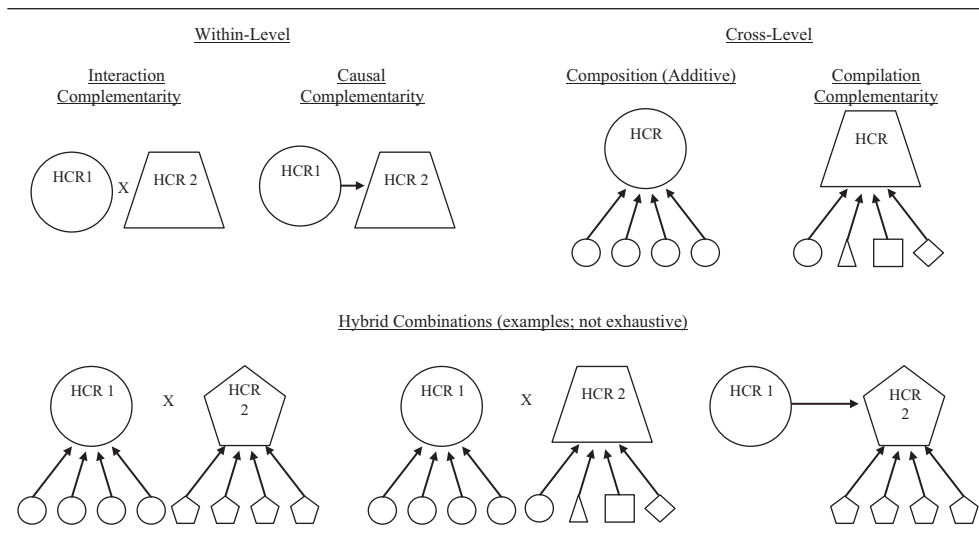 Within-Level
Cross-Level
Interaction
Complementarity
Causal
Complementarity
Composition (Additive)
Compilation
Complementarity
HCR1
X
HCR 2
HCR1
HCR 2
HCR
HCR
Hybrid Combinations (examples; not exhaustive)
HCR 1
X
HCR
2
HCR 1
X
HCR 2
HCR 1
HCR
2